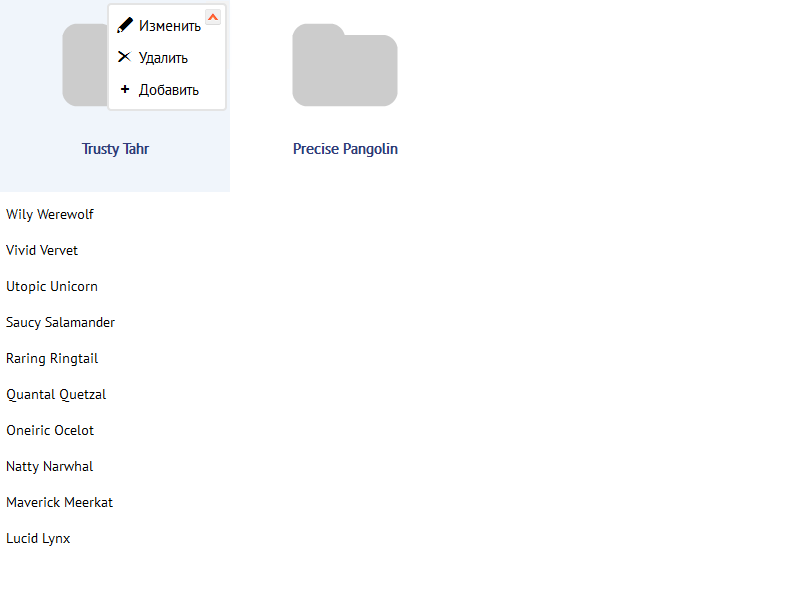 Изменить
Удалить
Добавить
Trusty Tahr
Precise Pangolin
Wily Werewolf
Vivid Vervet
Utopic Unicorn
Saucy Salamander
Raring Ringtail
Quantal Quetzal
Oneiric Ocelot
Natty Narwhal
Maverick Meerkat
Lucid Lynx